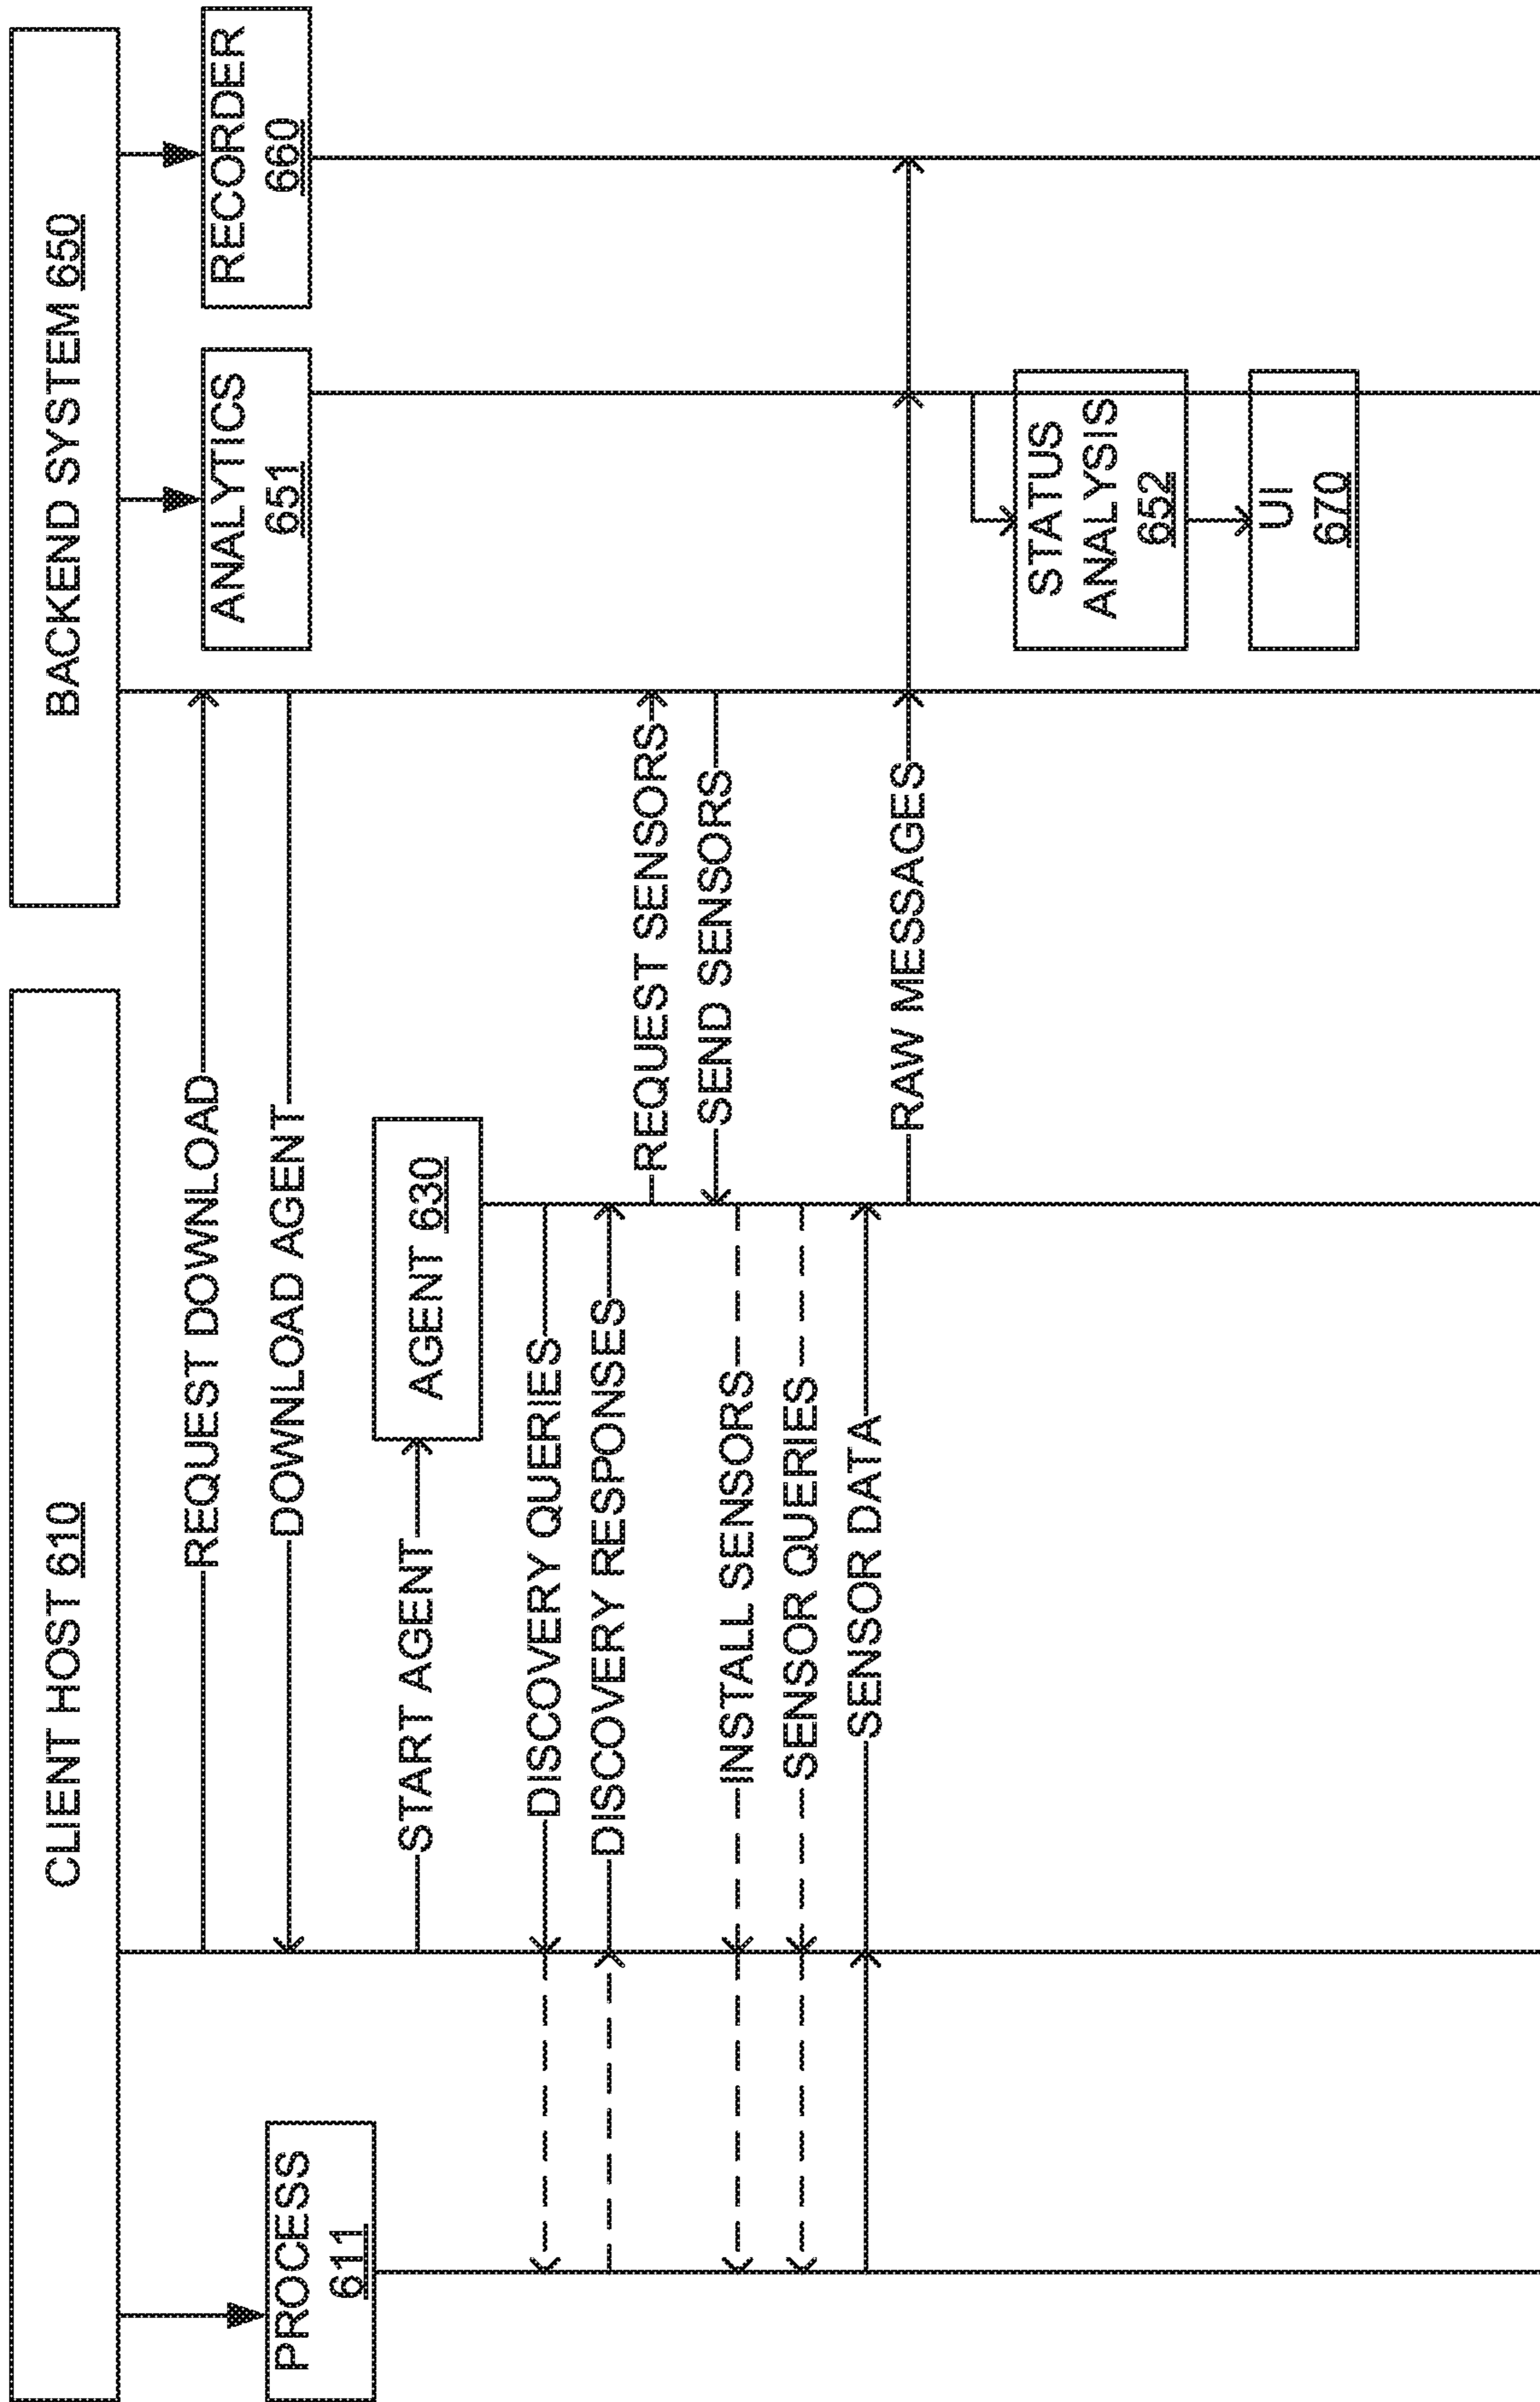 CLIENT HOST 610
BACKEND SYSTEM 650
PROCESS
611
ANALYTICS
651
RECORDER
660
REQUEST DOWNLOAD
DOWNLOAD AGENT
START AGENT
AGENT 630
DISCOVERY QUERIES
DISCOVERY RESPONSES
REQUEST SENSORS
SEND SENSORS
INSTALL SENSORS
SENSOR QUERIES
SENSOR DATA
RAW MESSAGES
STATUS
ANALYSIS
652
UI
670